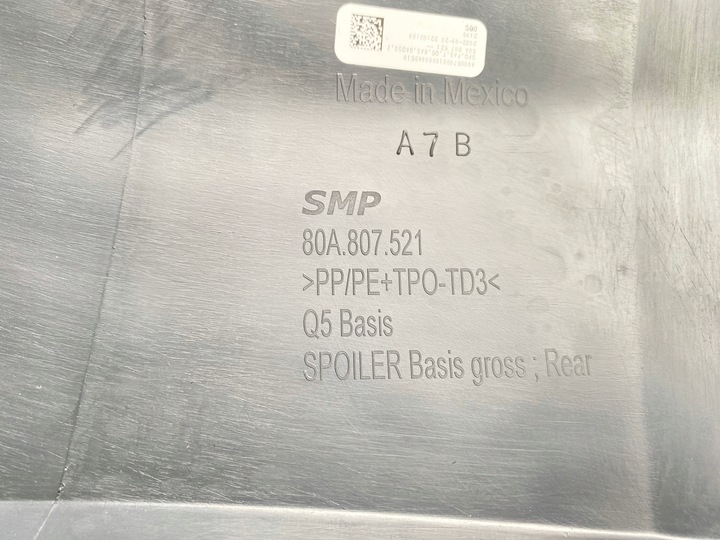 Made in Mexico
A 7 B
SMP
80A.807.521
>PP/PE+TPO-TD3<
Q5 Basis
SPOILER Basis gross ; Rear